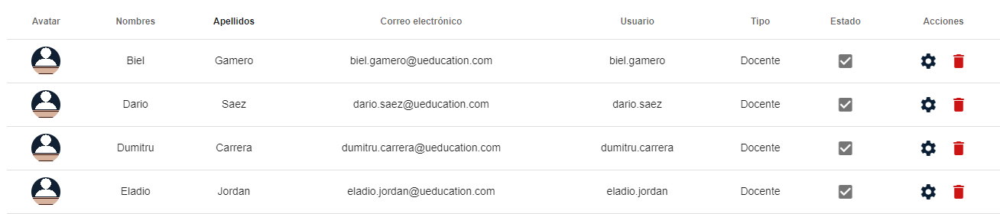 Avatar Nombres Apellidos Correo electrónico Usuario Tipo Estado Acciones
Biel Gamero biel.gamero@ueducation.com biel.gamero Docente
Dario Saez dario.saez@ueducation.com dario.saez Docente
Dumitru Carrera dumitru.carrera@ueducation.com dumitru.carrera Docente
Eladio Jordan eladio.jordan@ueducation.com eladio.jordan Docente